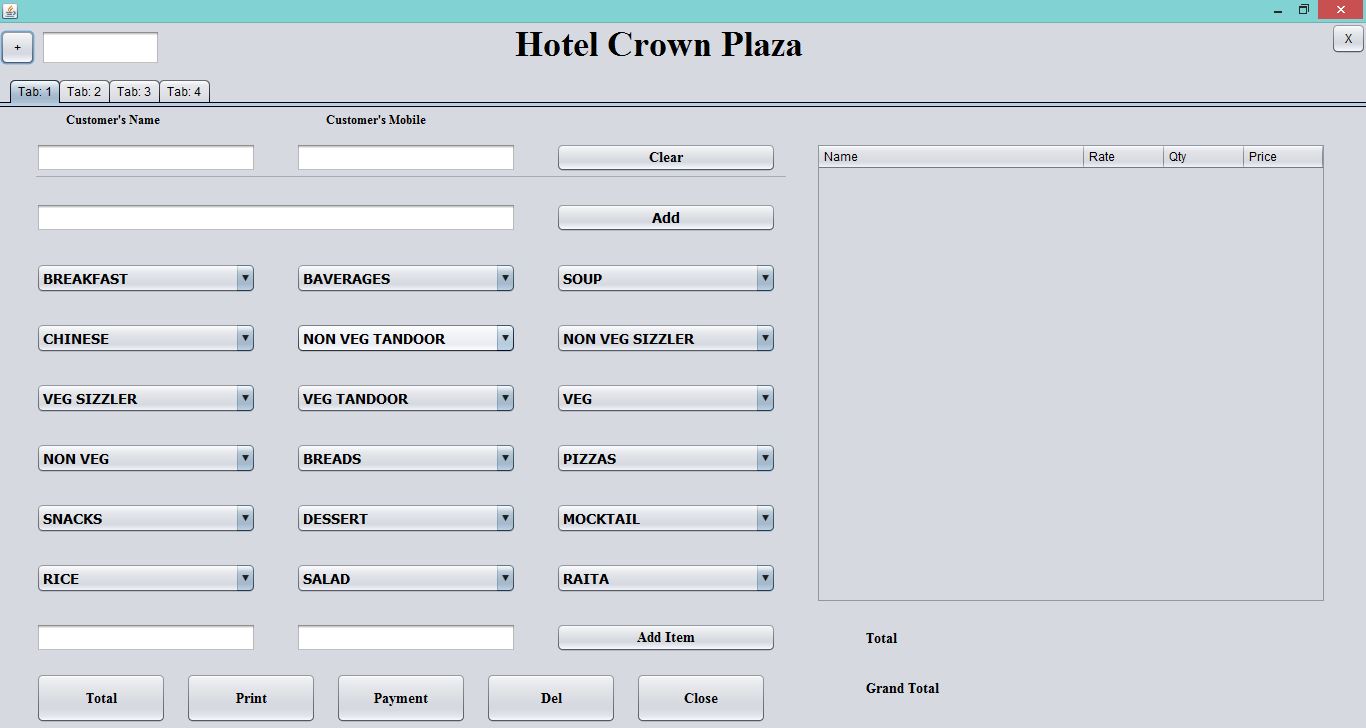 + Hotel Crown Plaza X
Tab: 1 Tab: 2 Tab: 3 Tab: 4
Customer's Name Customer's Mobile
Clear
Name Rate Qty Price
Add
BREAKFAST BAVERAGES SOUP
CHINESE NON VEG TANDOOR NON VEG SIZZLER
VEG SIZZLER VEG TANDOOR VEG
NON VEG BREADS PIZZAS
SNACKS DESSERT MOCKTAIL
RICE SALAD RAITA
Add Item
Total
Total Print Payment Del Close
Grand Total